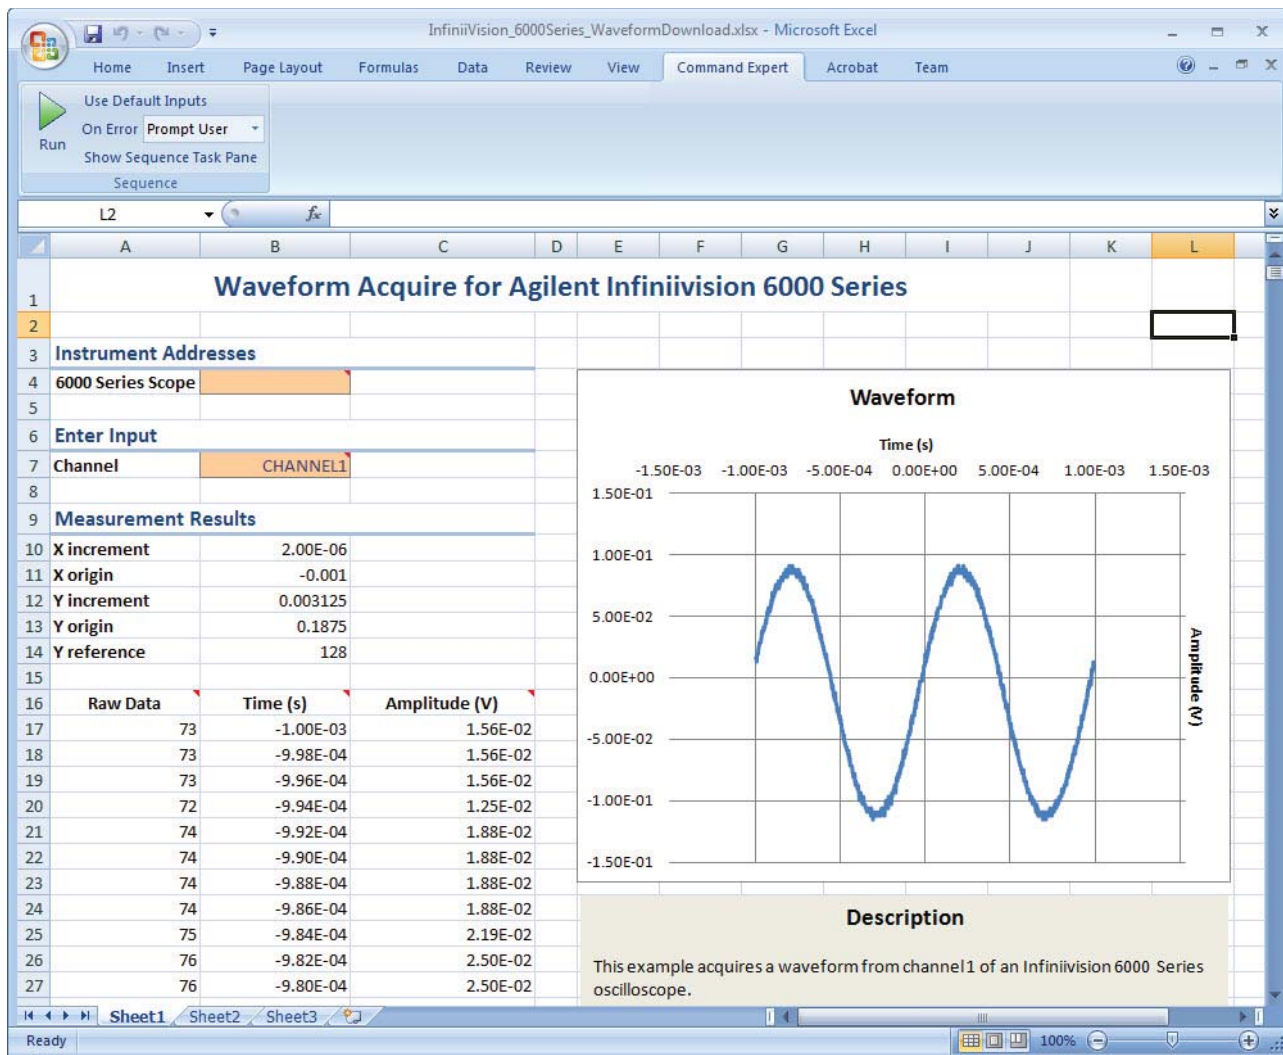 InfiniiVision_6000Series_WaveformDownload.xlsx - Microsoft Excel
Home Insert Page Layout Formulas Data Review View Command Expert Acrobat Team
Run
Use Default Inputs
On Error Prompt User
Show Sequence Task Pane
Sequence
L2 fx
A B C D E F G H I J K L
1 Waveform Acquire for Agilent Infiniivision 6000 Series
2
3 Instrument Addresses
4 6000 Series Scope
5
6 Enter Input
7 Channel CHANNEL1
8
9 Measurement Results
10 X increment 2.00E-06
11 X origin -0.001
12 Y increment 0.003125
13 Y origin 0.1875
14 Y reference 128
15
16 Raw Data Time (s) Amplitude (V)
17 73 -1.00E-03 1.56E-02
18 73 -9.98E-04 1.56E-02
19 73 -9.96E-04 1.56E-02
20 72 -9.94E-04 1.25E-02
21 74 -9.92E-04 1.88E-02
22 74 -9.90E-04 1.88E-02
23 74 -9.88E-04 1.88E-02
24 74 -9.86E-04 1.88E-02
25 75 -9.84E-04 2.19E-02
26 76 -9.82E-04 2.50E-02
27 76 -9.80E-04 2.50E-02
Waveform
Time (s)
-1.50E-03 -1.00E-03 -5.00E-04 0.00E+00 5.00E-04 1.00E-03 1.50E-03
1.50E-01
1.00E-01
5.00E-02
0.00E+00
-5.00E-02
-1.00E-01
-1.50E-01
Amplitude (V)
Description
This example acquires a waveform from channel 1 of an Infiniivision 6000 Series
oscilloscope.
Sheet1 Sheet2 Sheet3
Ready 100%